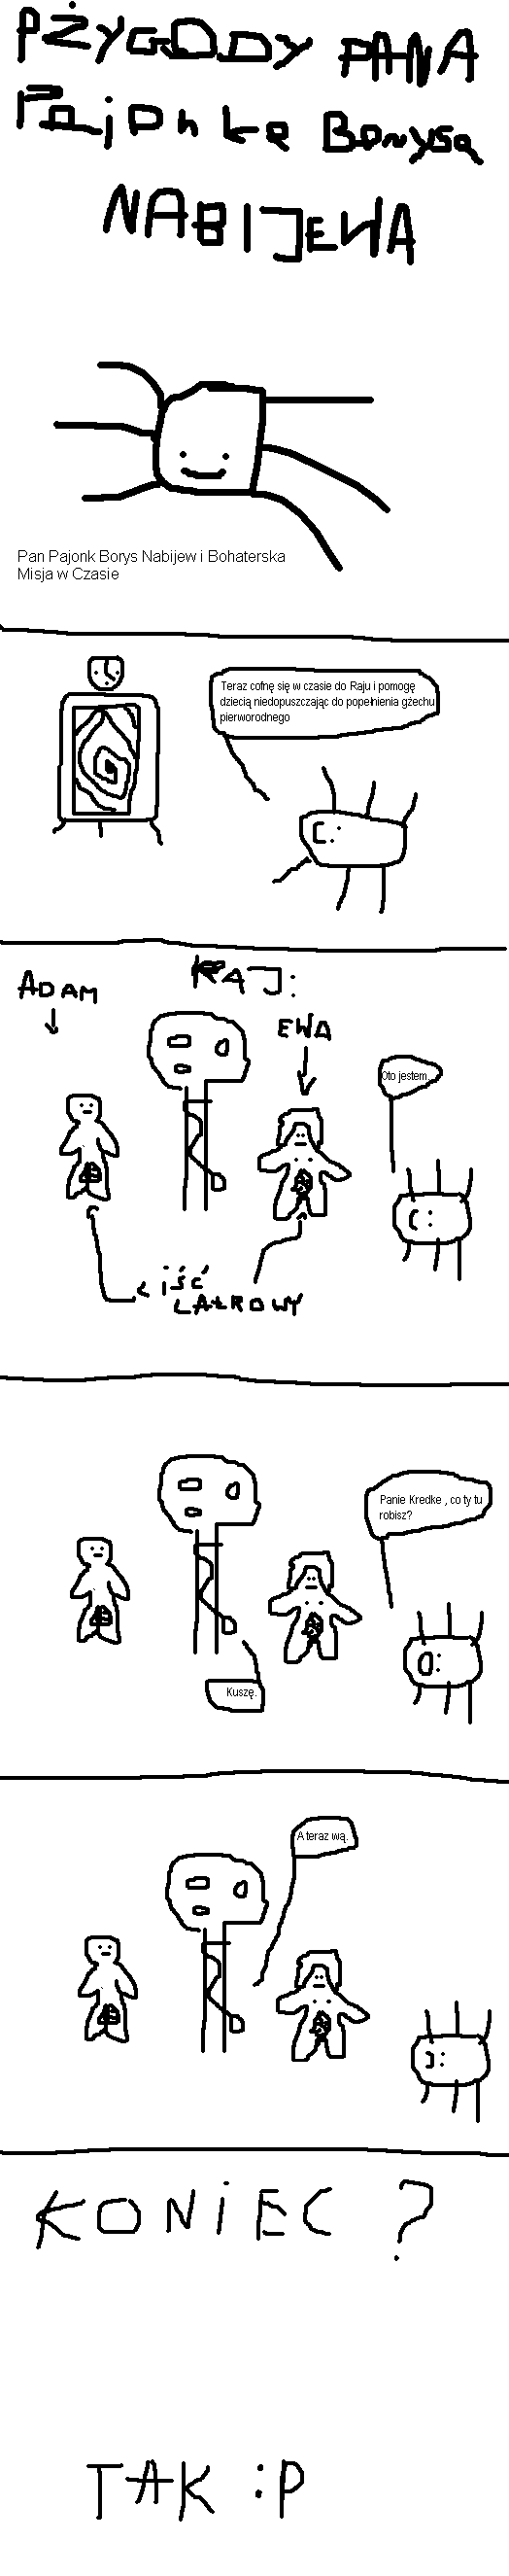 PŻYGODY PANA
Pajonka Borysa
NABIJEWA
Pan Pajonk Borys Nabijew i Bohaterska
Misja w Czasie
Teraz cofnę się w czasie do Raju i pomogę
dziecią niedopuszczając do popełnienia gżechu
pierworodnego
RAJ:
ADAM
EWA
Oto jestem.
LiŚĆ
LAŁROWY
Panie Kredke , co ty tu
robisz?
Kuszę.
A teraz wą.
KONiEC ?
TAK :P